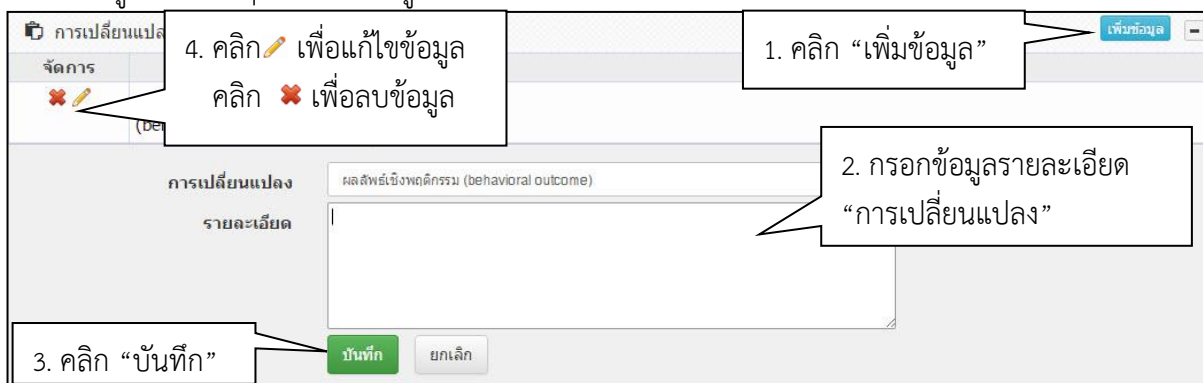 การเปลี่ยนแปล
เพิ่มข้อมูล
4. คลิก เพื่อแก้ไขข้อมูล
คลิก เพื่อลบข้อมูล
1. คลิก “เพิ่มข้อมูล”
จัดการ
2. กรอกข้อมูลรายละเอียด
“การเปลี่ยนแปลง”
การเปลี่ยนแปลง
ผลลัพธ์เชิงพฤติกรรม (behavioral outcome)
รายละเอียด
3. คลิก “บันทึก”
บันทึก
ยกเลิก